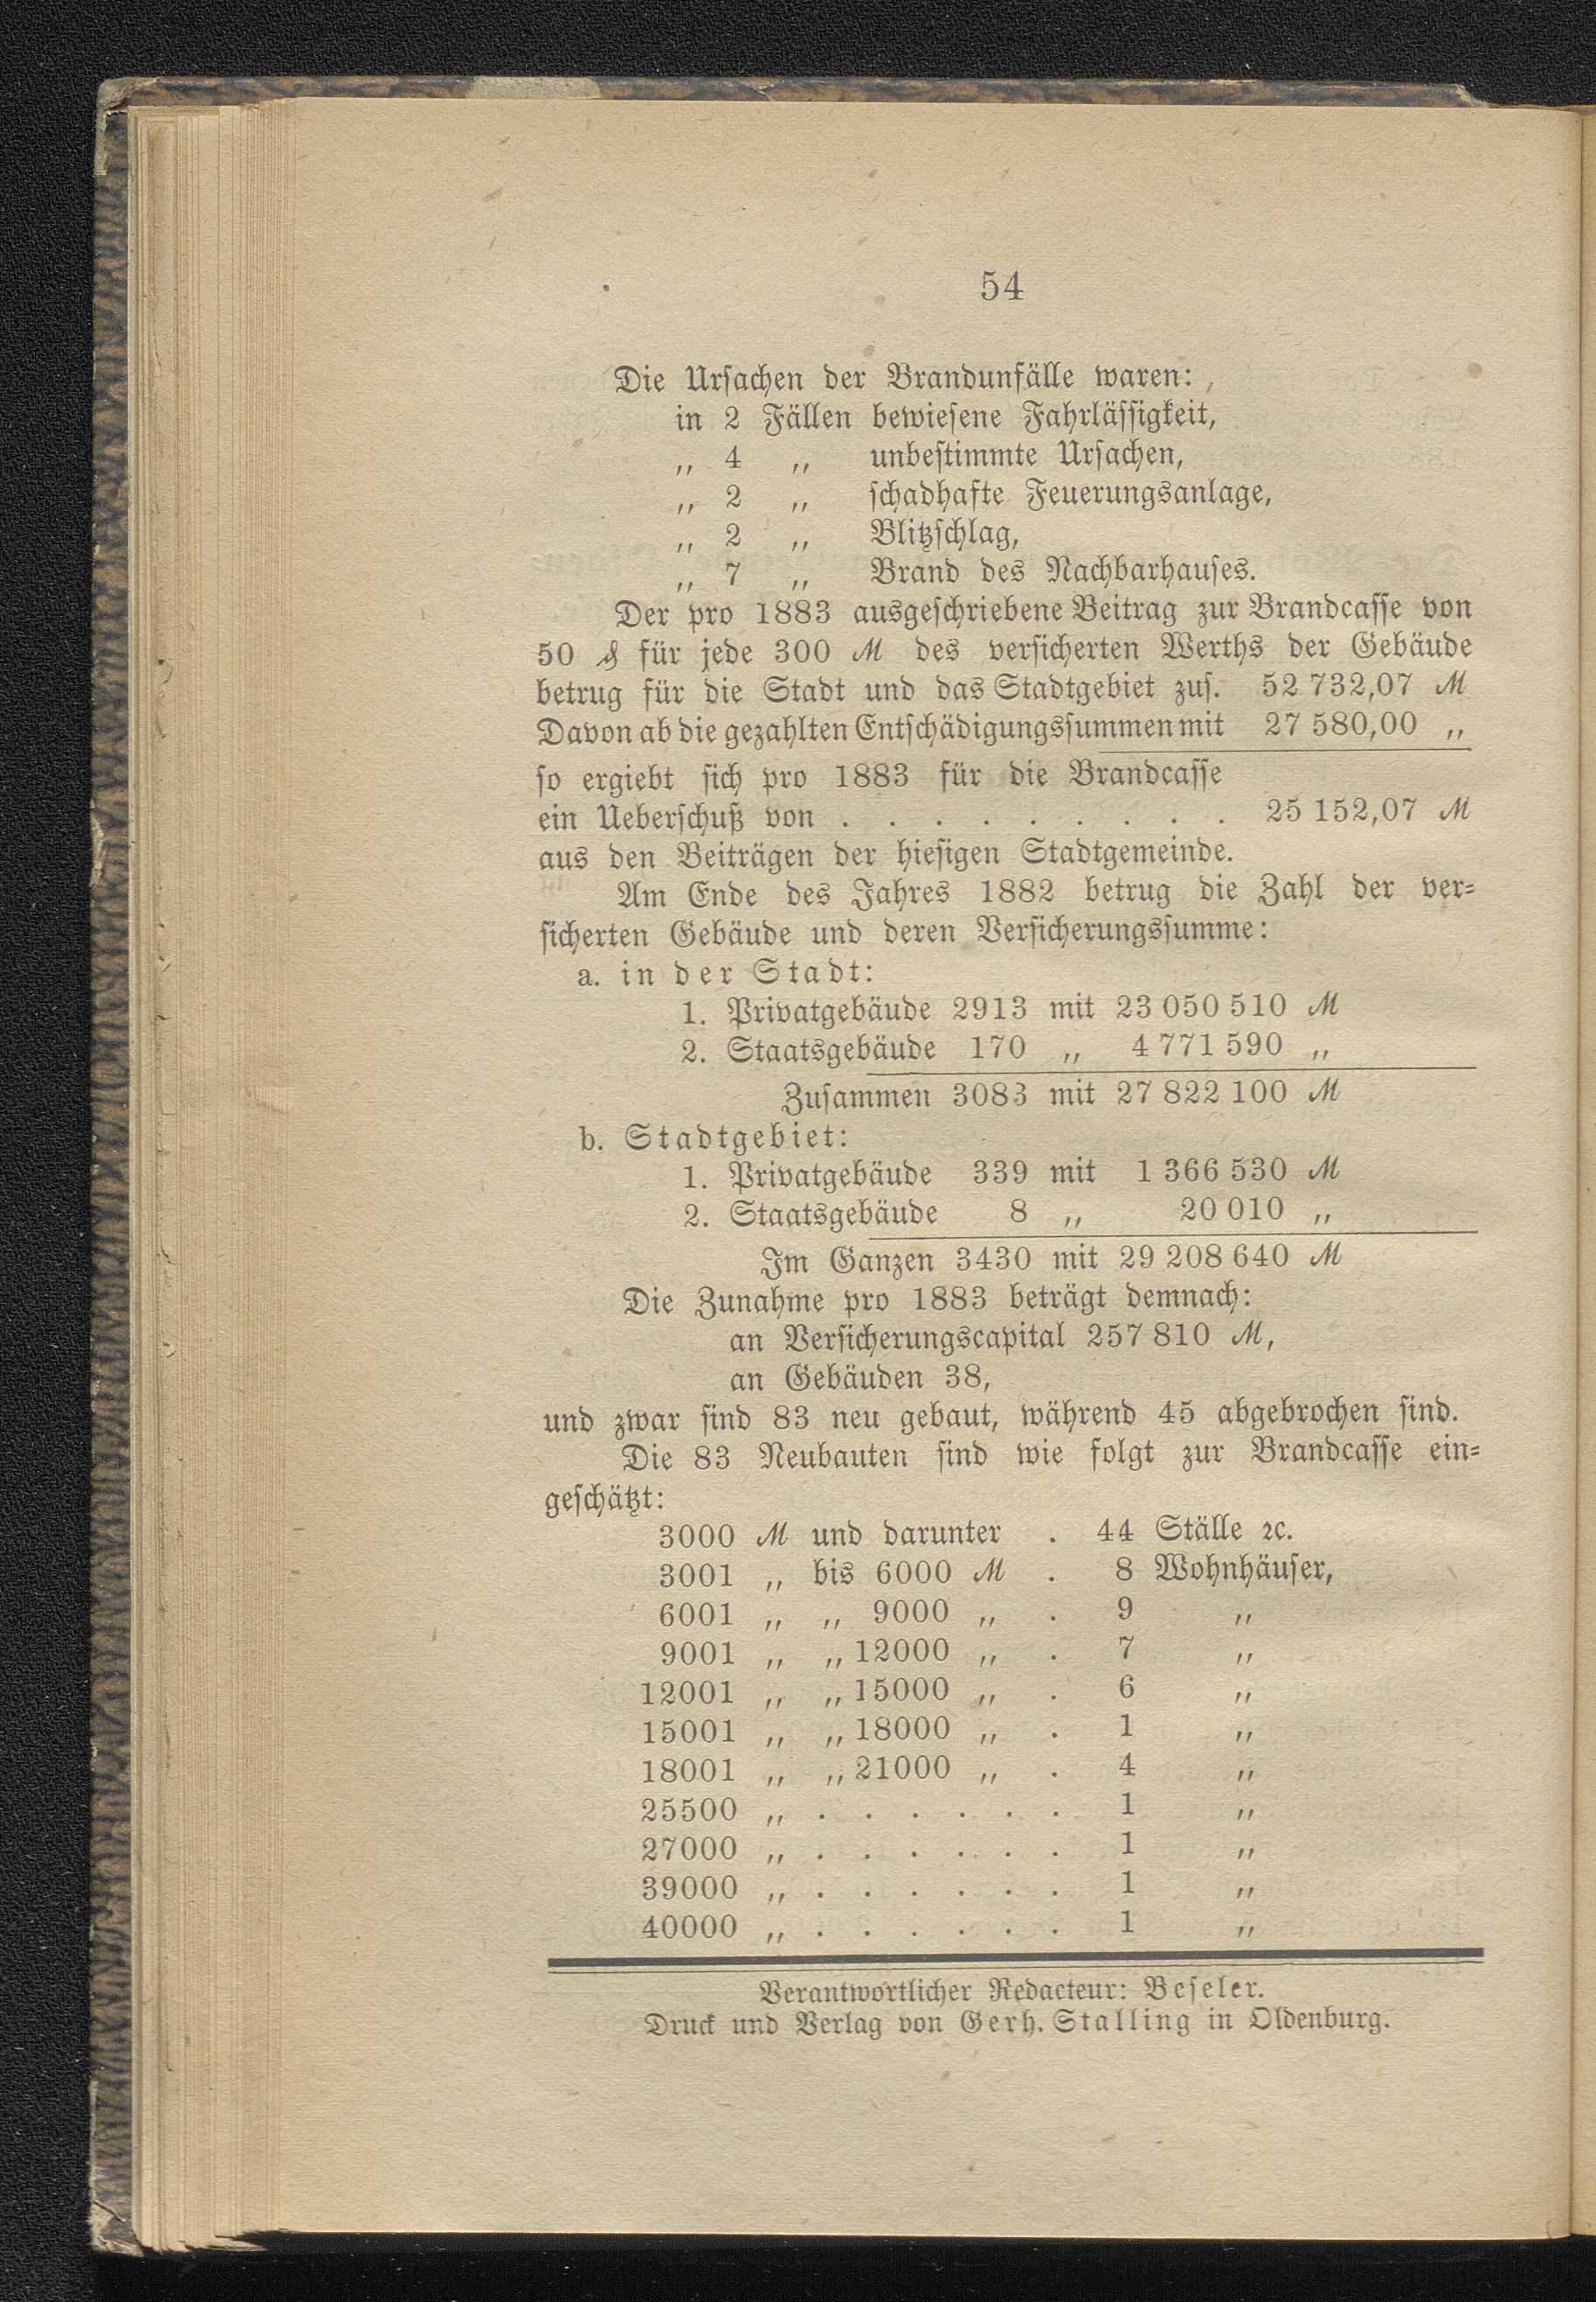 54
Die Urſachen der Brandunfälle waren:
in 2 Fällen bewieſene Fahrläſſigkeit,
„ 4 „ unbeſtimmte Urſachen,
„ 2 „ ſchadhafte Feuerungsanlage,
„ 2 „ Blitzſchlag,
„ 7 „ Brand des Nachbarhauſes.
Der pro 1883 ausgeſchriebene Beitrag zur Brandcaſſe von
50 ₰ für jede 300 ℳ des verſicherten Werths der Gebäude
betrug für die Stadt und das Stadtgebiet zuſ. 52 732,07 ℳ
Davon ab die gezahlten Entſchädigungsſummen mit 27 580,00 „
ſo ergiebt ſich pro 1883 für die Brandcaſſe
ein Ueberſchuß von . . . . . . . . . 25 152,07 ℳ
aus den Beiträgen der hieſigen Stadtgemeinde.
Am Ende des Jahres 1882 betrug die Zahl der ver=
ſicherten Gebäude und deren Verſicherungsſumme:
a. in der Stadt:
1. Privatgebäude 2913 mit 23 050 510 ℳ
2. Staatsgebäude 170 „ 4 771 590 „
Zuſammen 3083 mit 27 822 100 ℳ
b. Stadtgebiet:
1. Privatgebäude 339 mit 1 366 530 ℳ
2. Staatsgebäude 8 „ 20 010 „
Im Ganzen 3430 mit 29 208 640 ℳ
Die Zunahme pro 1883 beträgt demnach:
an Verſicherungscapital 257 810 ℳ,
an Gebäuden 38,
und zwar ſind 83 neu gebaut, während 45 abgebrochen ſind.
Die 83 Neubauten ſind wie folgt zur Brandcaſſe ein=
geſchätzt:
3000 ℳ und darunter . 44 Ställe ꝛc.
3001 „ bis 6000 ℳ . 8 Wohnhäuſer,
6001 „ „ 9000 „ . 9 „
9001 „ „ 12000 „ . 7 „
12001 „ „ 15000 „ . 6 „
15001 „ „ 18000 „ . 1 „
18001 „ „ 21000 „ . 4 „
25500 „ . . . . . . 1 „
27000 „ . . . . . . 1 „
39000 „ . . . . . . 1 „
40000 „ . . . . . . 1 „
Verantwortlicher Redacteur: Beſeler.
Druck und Verlag von Gerh. Stalling in Oldenburg.